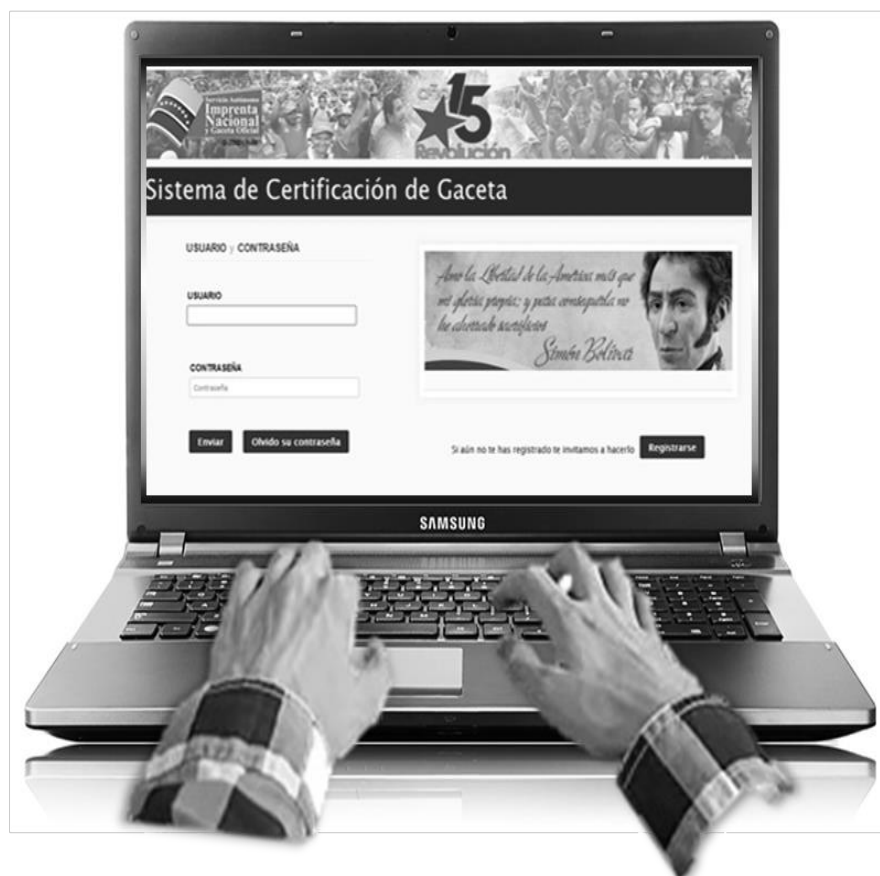 Servicio Autónomo
Imprenta
Nacional
y Gaceta Oficial
15
Revolución
Sistema de Certificación de Gaceta
USUARIO y CONTRASEÑA
USUARIO
CONTRASEÑA
Contraseña
Enviar
Olvido su contraseña
Amo la Libertad de la América más que
mi gloria propia; y para conseguirla no
he ahorrado sacrificios
Simón Bolívar
Si aún no te has registrado te invitamos a hacerlo
Registrarse
SAMSUNG